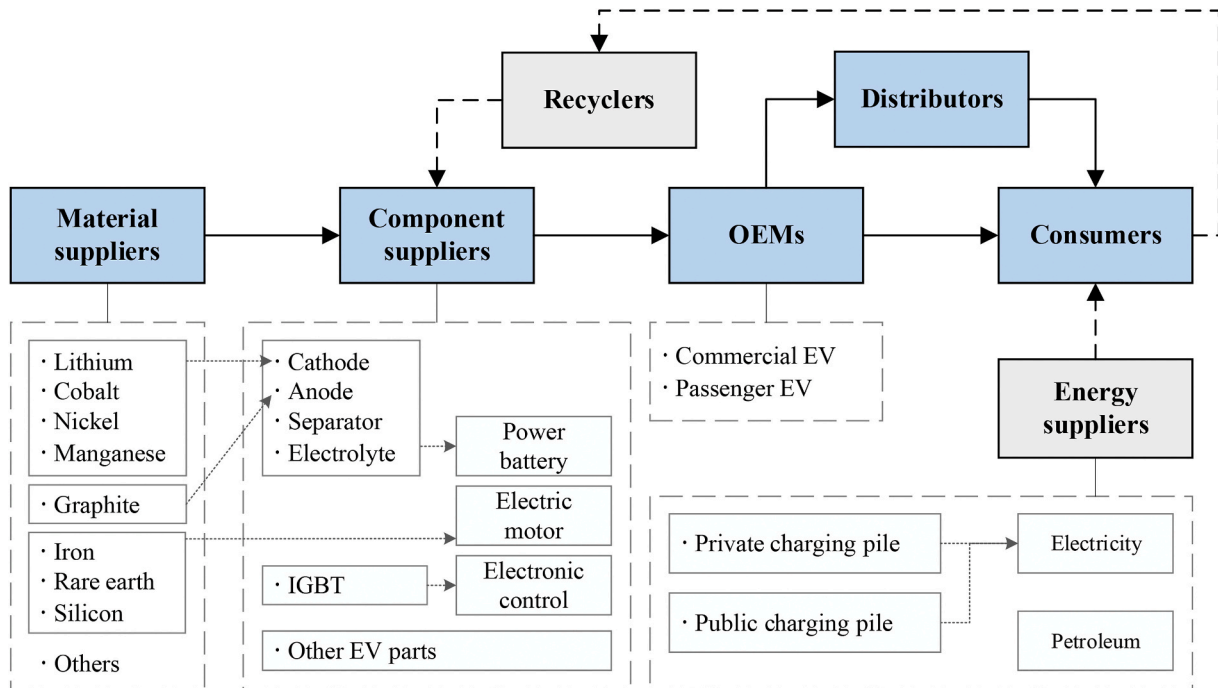 Recyclers
Distributors
Material
suppliers
Component
suppliers
OEMs
Consumers
· Lithium
· Cobalt
· Nickel
· Manganese
· Graphite
· Iron
· Rare earth
· Silicon
· Others
· Cathode
· Anode
· Separator
· Electrolyte
Power
battery
Electric
motor
· IGBT
Electronic
control
· Other EV parts
· Commercial EV
· Passenger EV
Energy
suppliers
· Private charging pile
· Public charging pile
Electricity
Petroleum